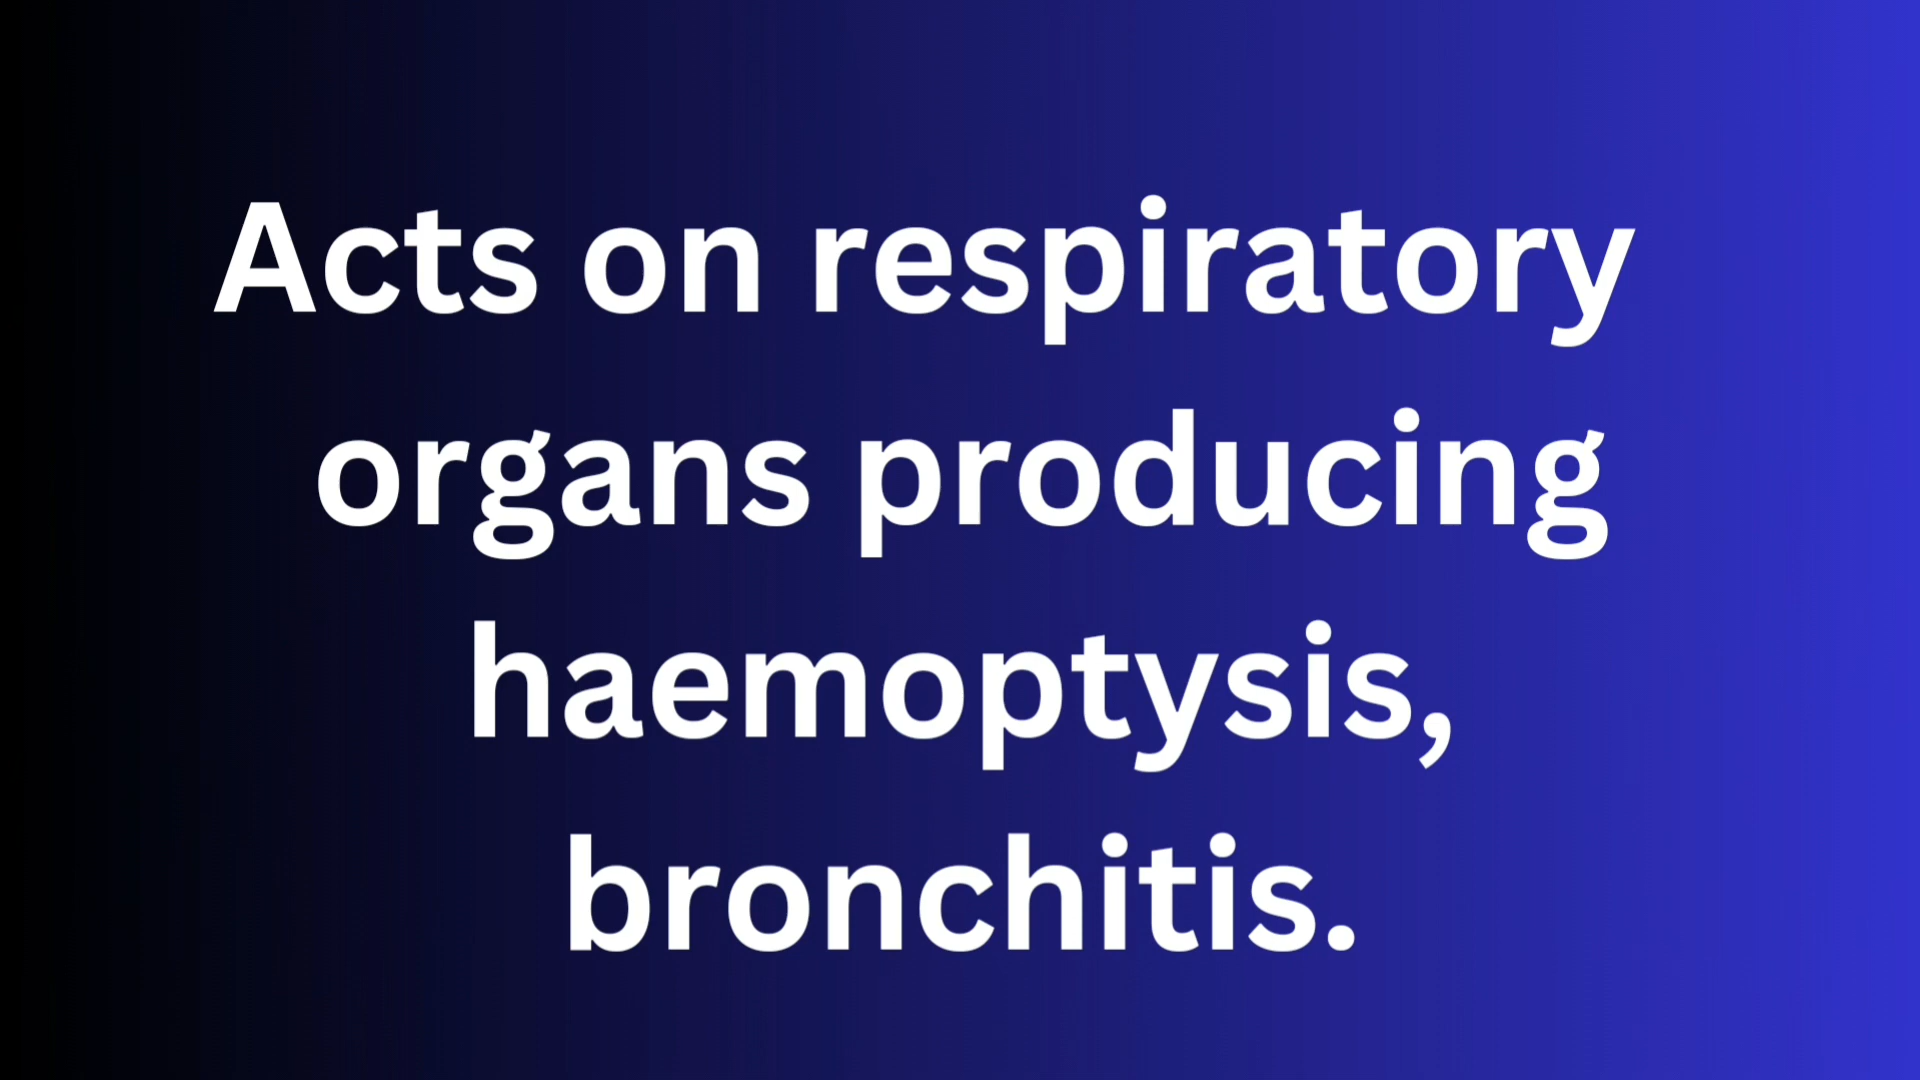 Acts on respiratory
organs producing
haemoptysis,
bronchitis.